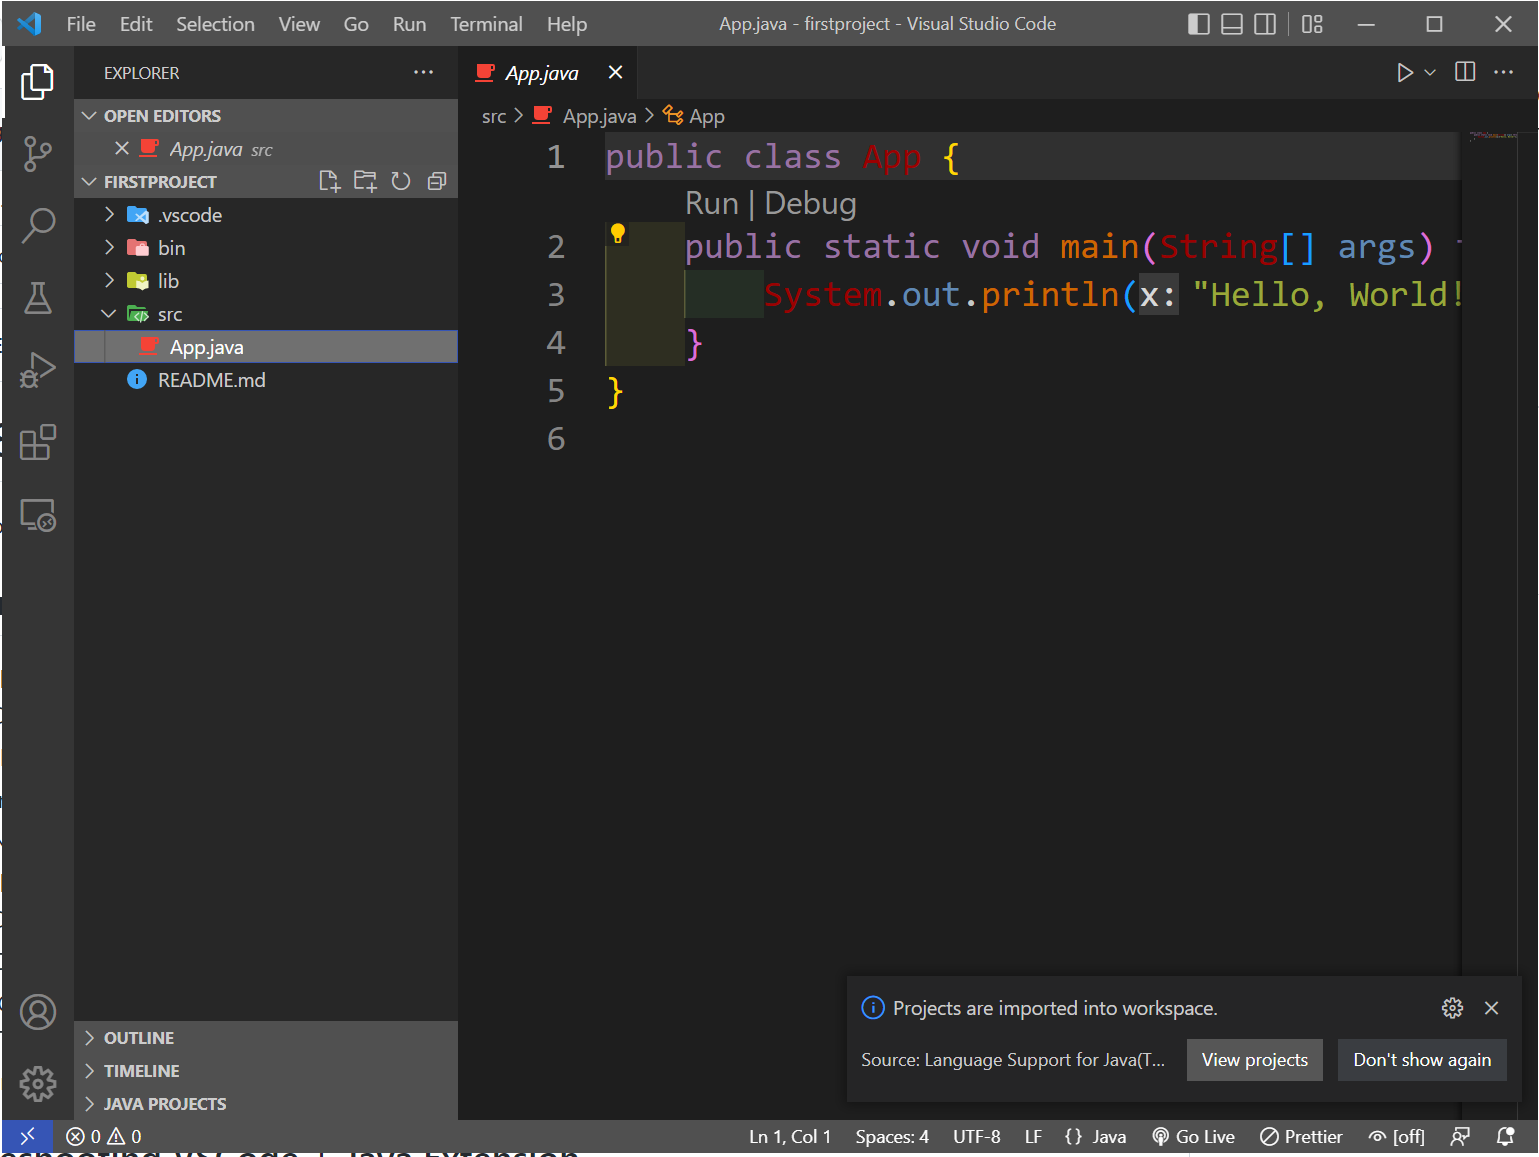 File Edit Selection View Go Run Terminal Help App.java - firstproject - Visual Studio Code
EXPLORER
OPEN EDITORS
App.java src
FIRSTPROJECT
.vscode
bin
lib
src
App.java
README.md
OUTLINE
TIMELINE
JAVA PROJECTS
App.java
src > App.java > App
1 public class App {
Run | Debug
2 public static void main(String[] args)
3 System.out.println(x: "Hello, World!
4 }
5 }
6
Projects are imported into workspace.
Source: Language Support for Java(T... View projects Don't show again
0 0 Ln 1, Col 1 Spaces: 4 UTF-8 LF {} Java Go Live Prettier [off]